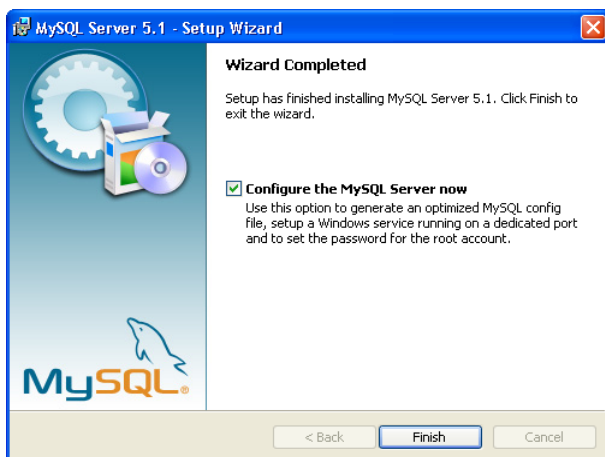 MySQL Server 5.1 - Setup Wizard
Wizard Completed
Setup has finished installing MySQL Server 5.1. Click Finish to
exit the wizard.
Configure the MySQL Server now
Use this option to generate an optimized MySQL config
file, setup a Windows service running on a dedicated port
and to set the password for the root account.
MySQL®
< Back Finish Cancel